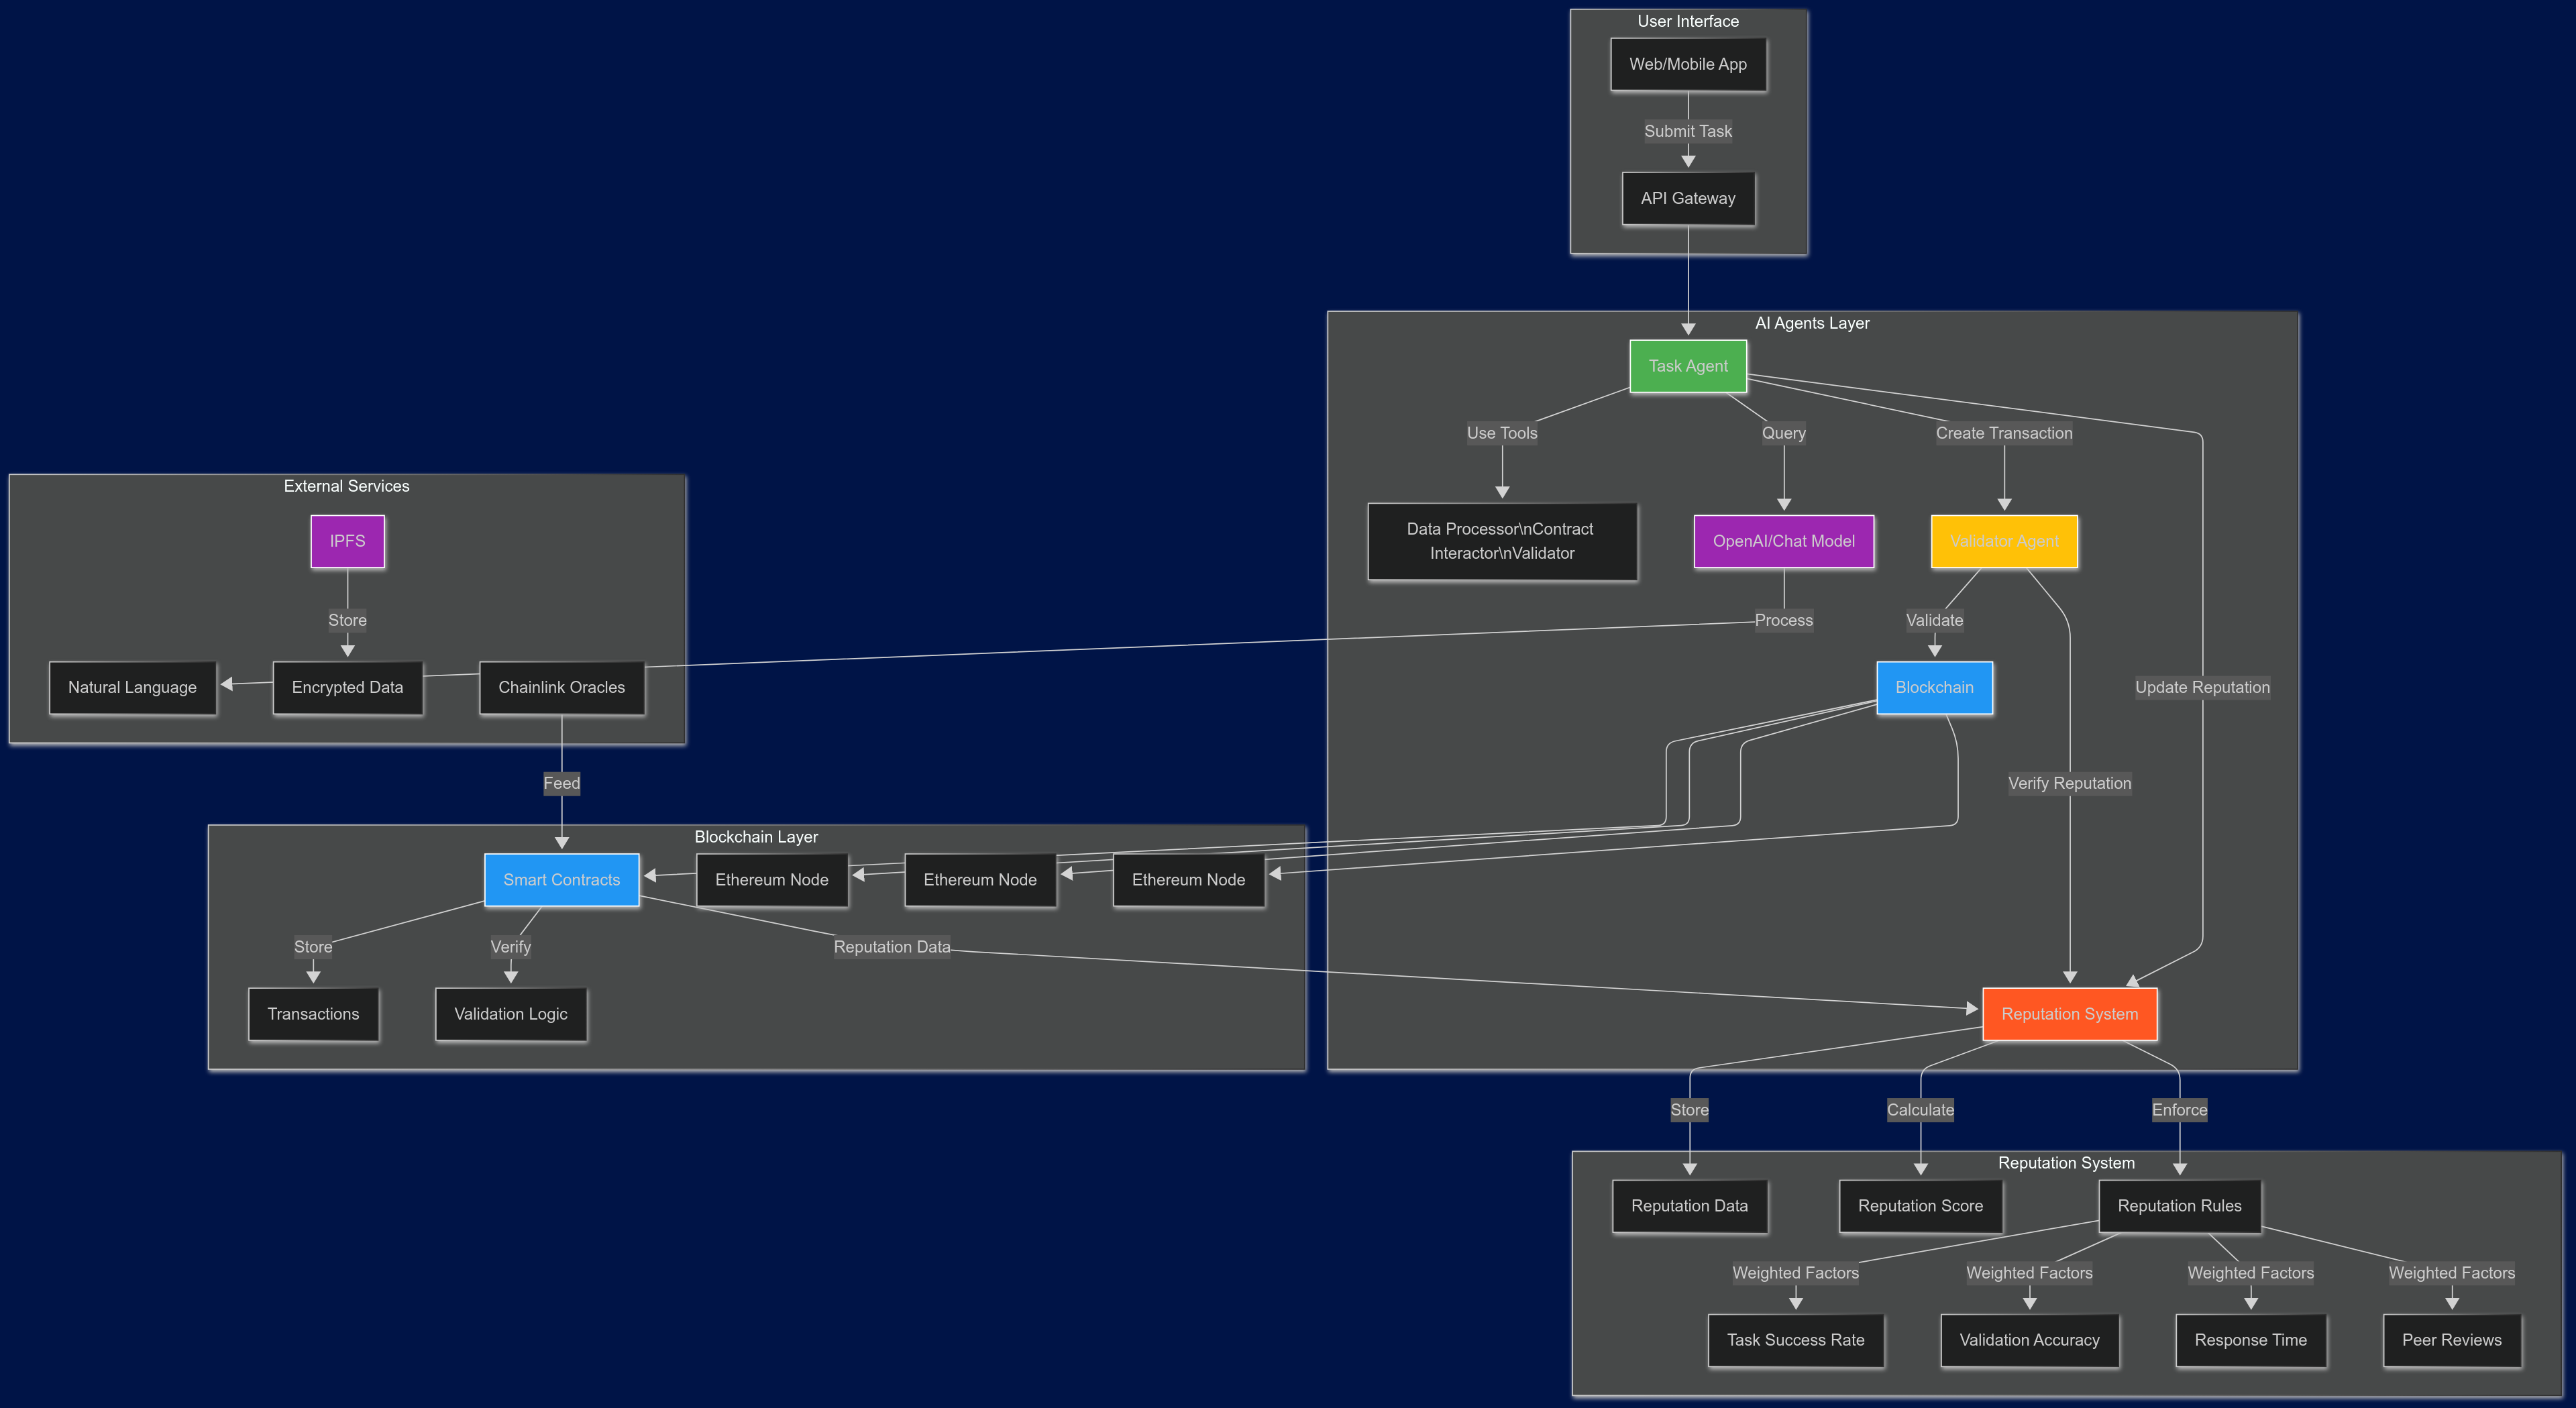 User Interface
Web/Mobile App
Submit Task
API Gateway
AI Agents Layer
Task Agent
Use Tools
Query
Create Transaction
External Services
IPFS
Data Processor\nContract
Interactor\nValidator
OpenAI/Chat Model
Validator Agent
Store
Process
Validate
Natural Language
Encrypted Data
Chainlink Oracles
Blockchain
Update Reputation
Feed
Verify Reputation
Blockchain Layer
Smart Contracts
Ethereum Node
Ethereum Node
Ethereum Node
Store
Verify
Reputation Data
Transactions
Validation Logic
Reputation System
Store
Calculate
Enforce
Reputation System
Reputation Data
Reputation Score
Reputation Rules
Weighted Factors
Weighted Factors
Weighted Factors
Weighted Factors
Task Success Rate
Validation Accuracy
Response Time
Peer Reviews